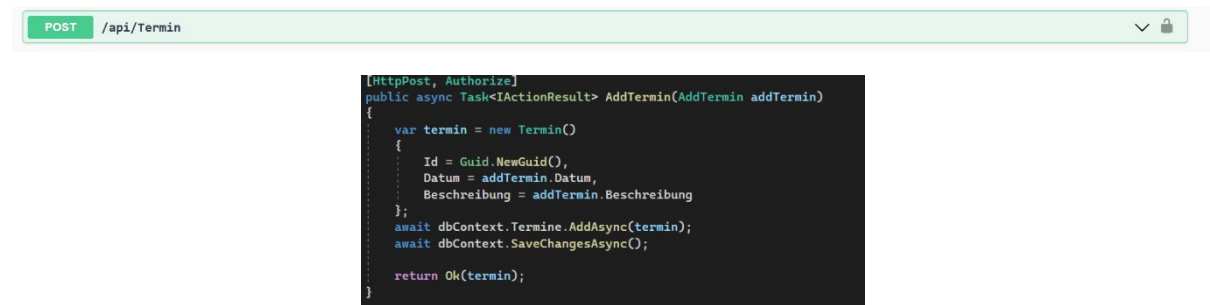 POST /api/Termin
[HttpPost, Authorize]
public async Task<IActionResult> AddTermin(AddTermin addTermin)
{
    var termin = new Termin()
    {
        Id = Guid.NewGuid(),
        Datum = addTermin.Datum,
        Beschreibung = addTermin.Beschreibung
    };
    await dbContext.Termine.AddAsync(termin);
    await dbContext.SaveChangesAsync();

    return Ok(termin);
}